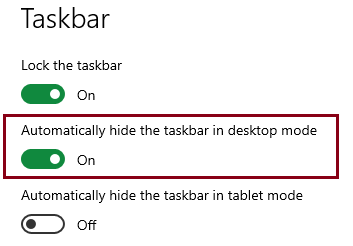 Taskbar
Lock the taskbar
On
Automatically hide the taskbar in desktop mode
On
Automatically hide the taskbar in tablet mode
Off